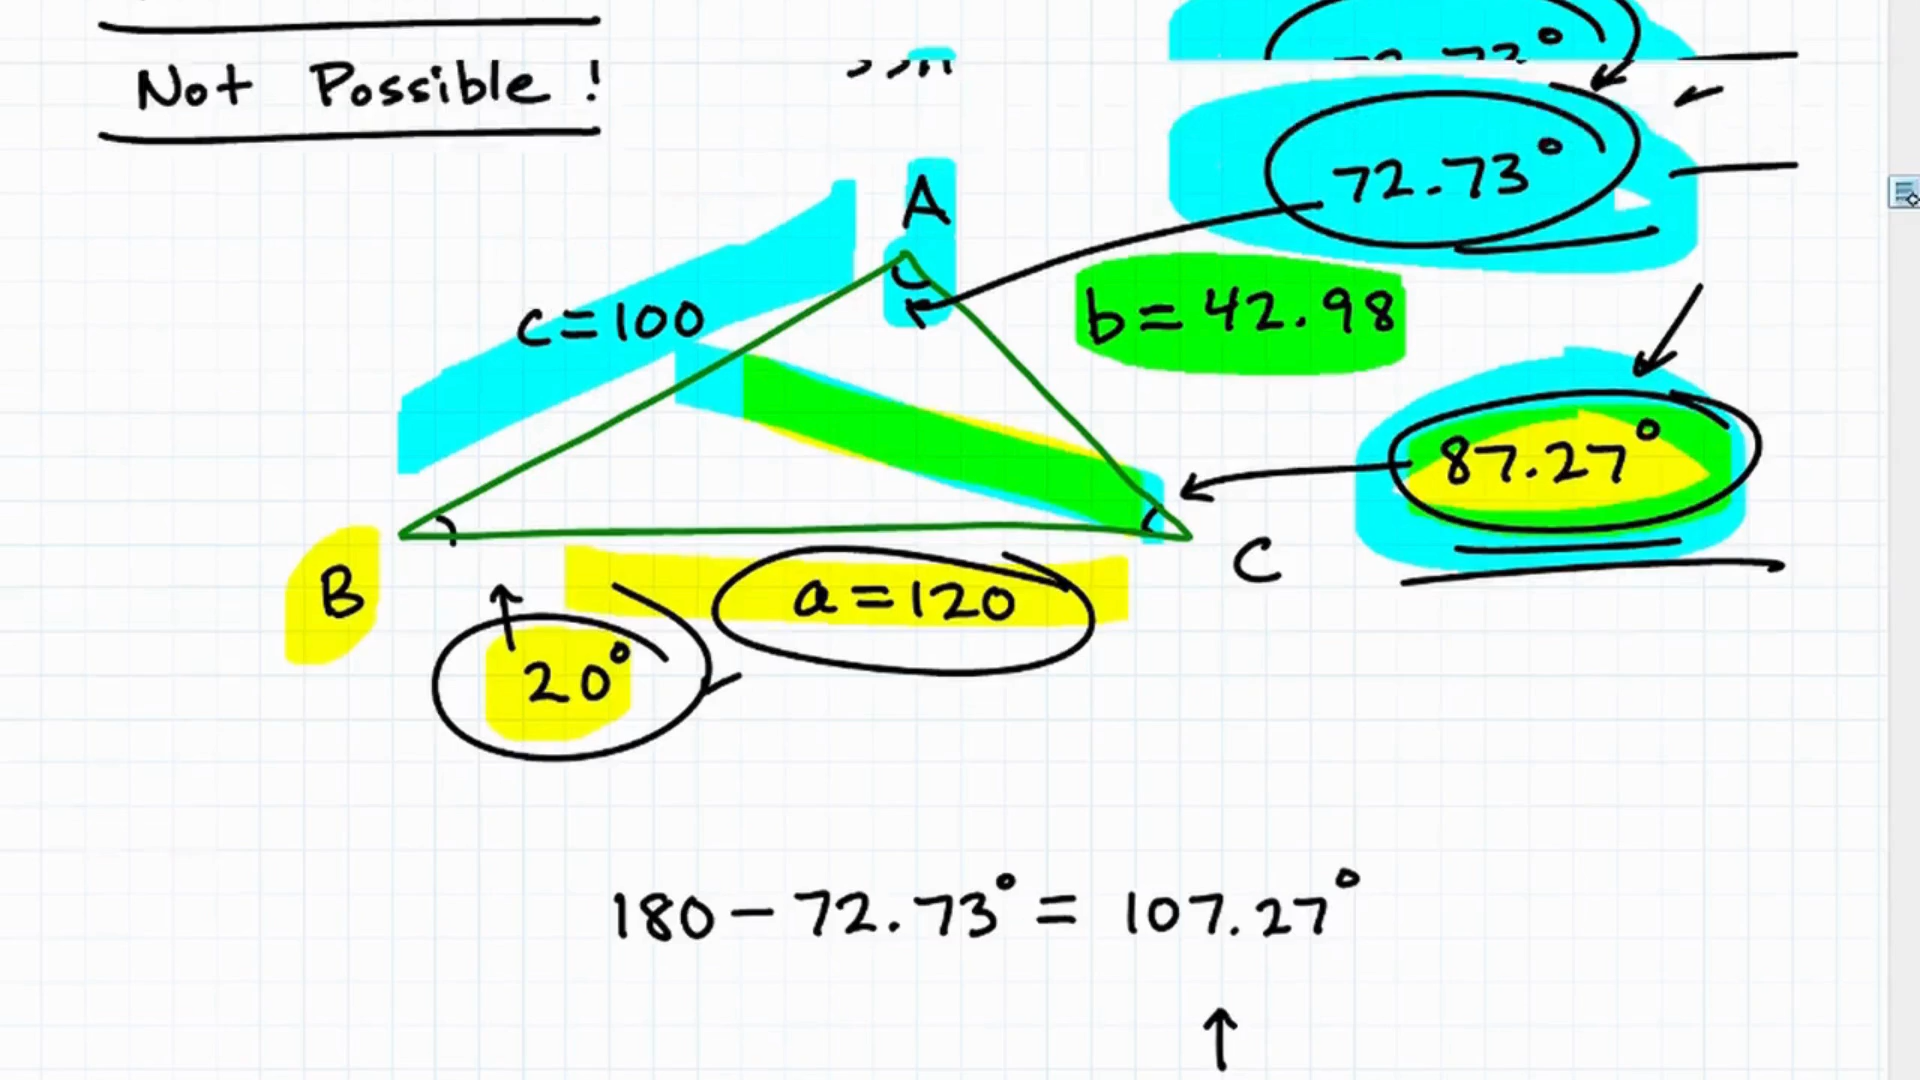 Not Possible !
72.73°
A
c=100
b=42.98
87.27°
B
a=120
C
20°
180-72.73°= 107.27°